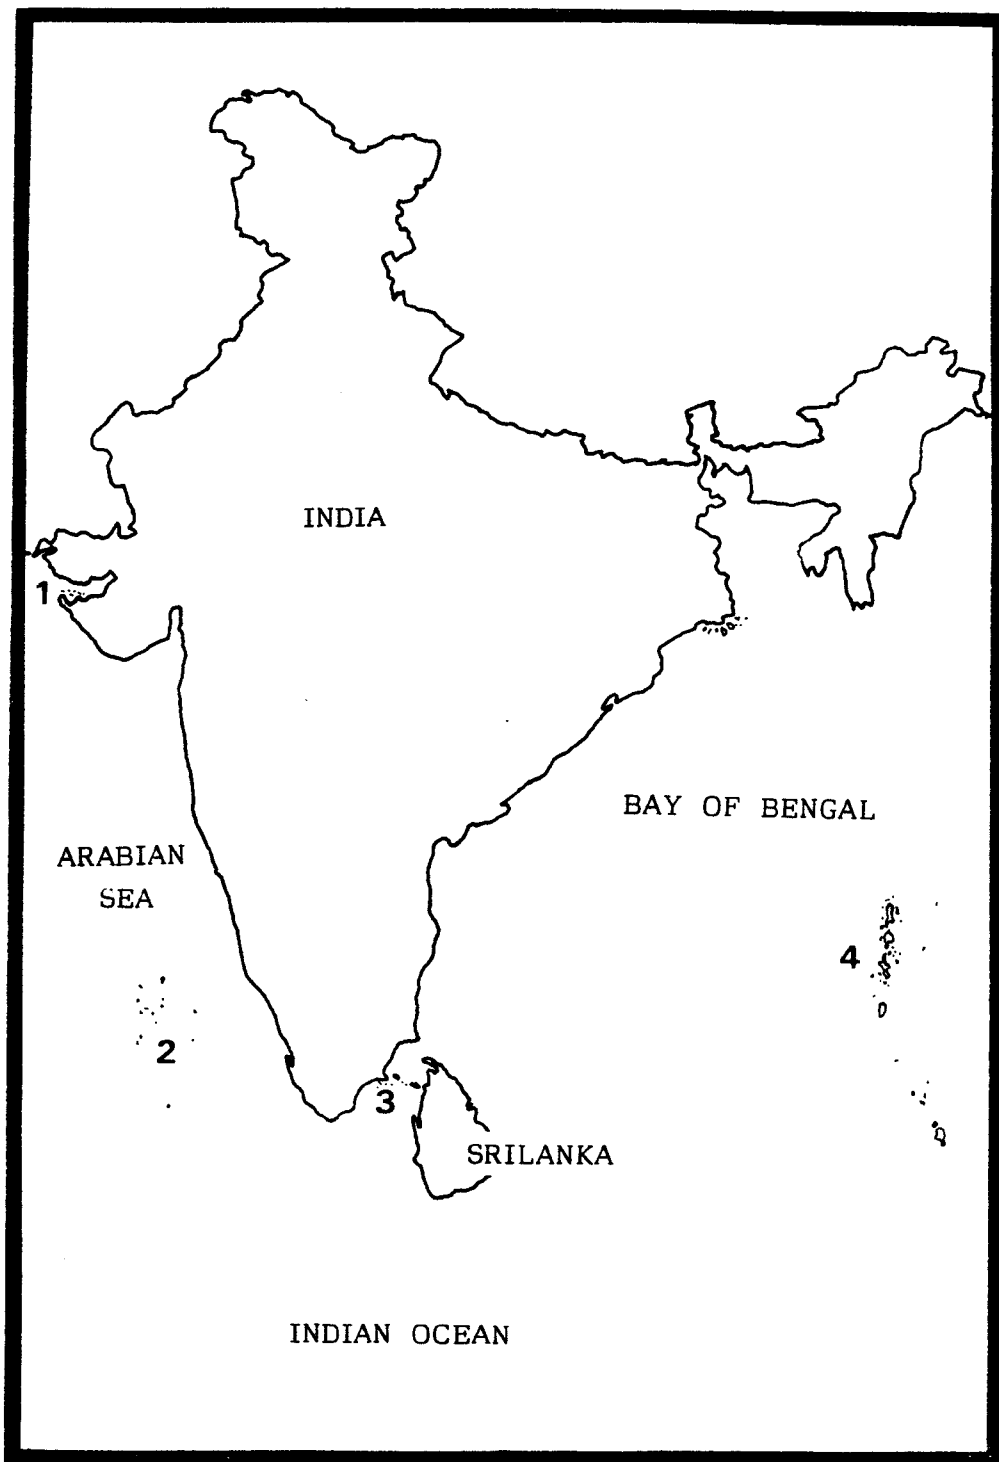 INDIA
1
BAY OF BENGAL
ARABIAN
SEA
4
2
3
SRILANKA
INDIAN OCEAN